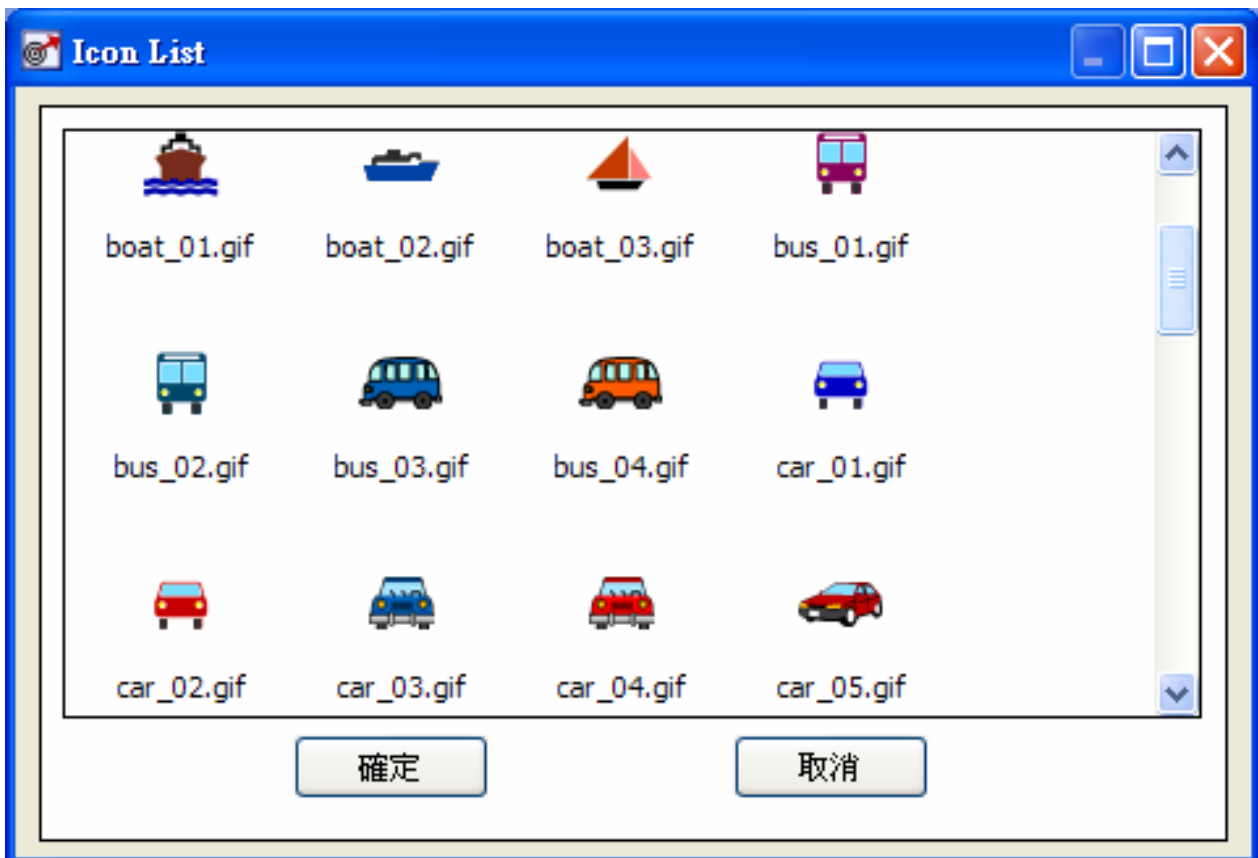 Icon List
boat_01.gif boat_02.gif boat_03.gif bus_01.gif
bus_02.gif bus_03.gif bus_04.gif car_01.gif
car_02.gif car_03.gif car_04.gif car_05.gif
確定 取消